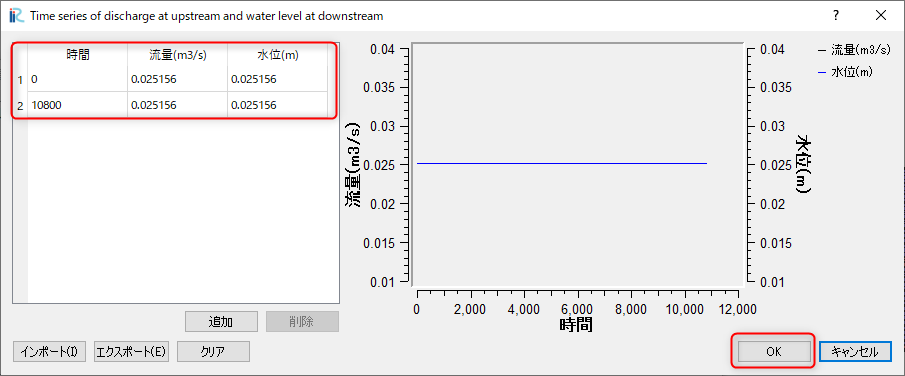 Time series of discharge at upstream and water level at downstream
時間 流量(m3/s) 水位(m)
1 0 0.025156 0.025156
2 10800 0.025156 0.025156
追加 削除
インポート(I) エクスポート(E) クリア
流量(m3/s)
0.04
0.035
0.03
0.025
0.02
0.015
0.01
0 2,000 4,000 6,000 8,000 10,000 12,000
時間
0.04
0.035
0.03
0.025
0.02
0.015
0.01
水位(m)
流量(m3/s)
水位(m)
OK キャンセル